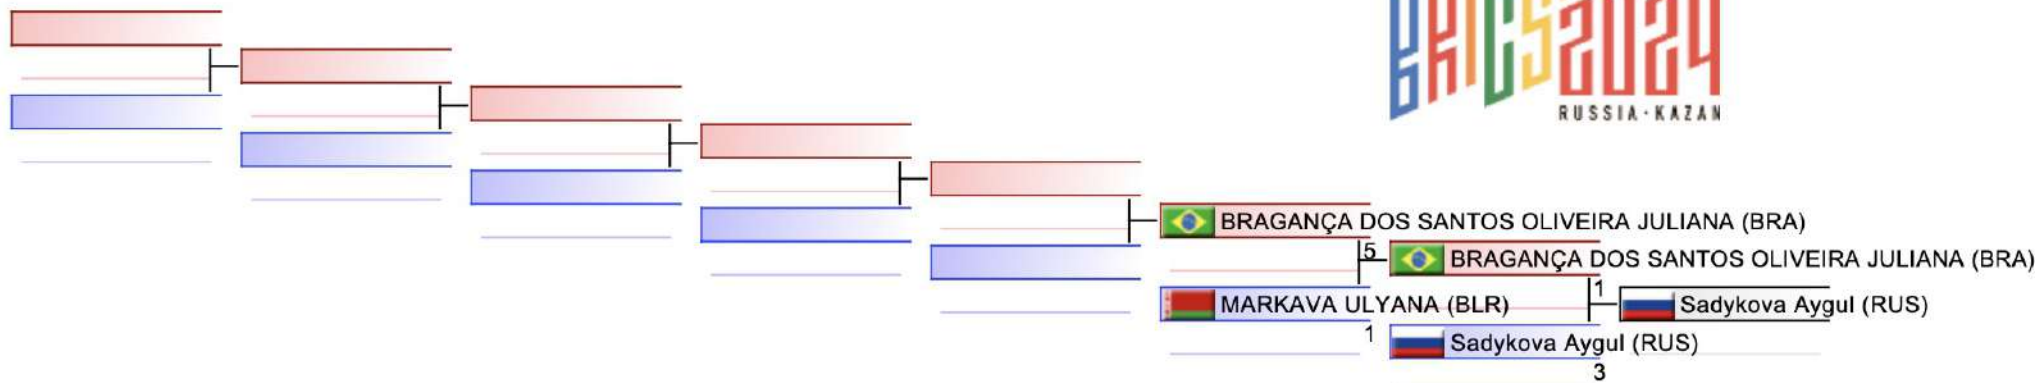 BRICS2024
RUSSIA·KAZAN
BRAGANÇA DOS SANTOS OLIVEIRA JULIANA (BRA)
5
BRAGANÇA DOS SANTOS OLIVEIRA JULIANA (BRA)
MARKAVA ULYANA (BLR)
1
1
Sadykova Aygul (RUS)
Sadykova Aygul (RUS)
3